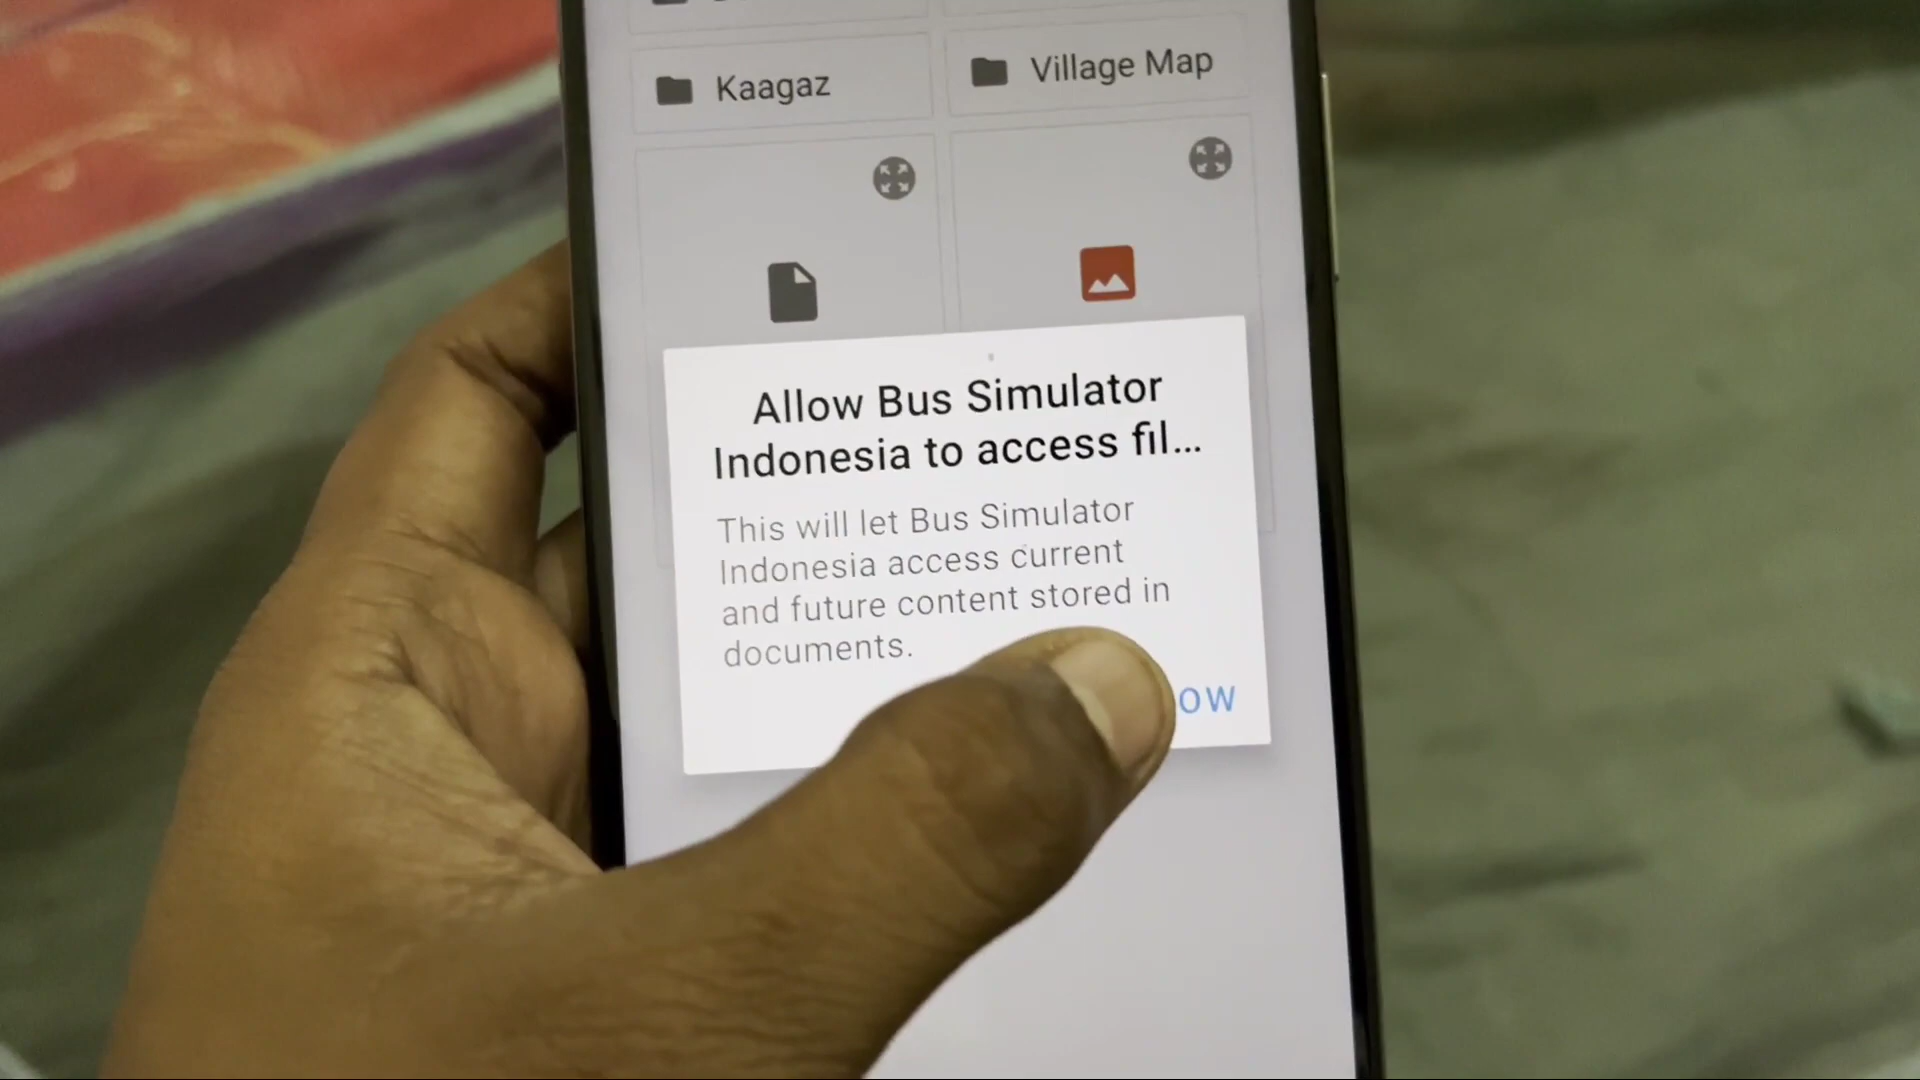 Kaagaz
Village Map
Allow Bus Simulator
Indonesia to access fil...
This will let Bus Simulator
Indonesia access current
and future content stored in
documents.
OW